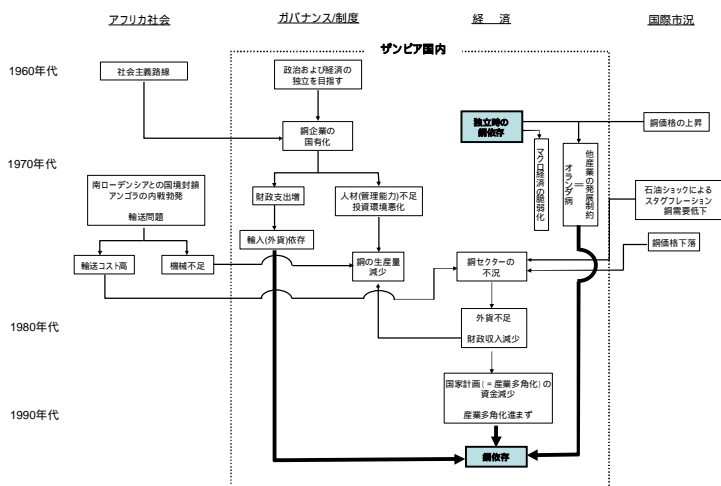 アフリカ社会
ガバナンス/制度
経 済
国際市況
ザンビア国内
1960年代
社会主義路線
政治および経済の
独立を目指す
銅企業の
国有化
独立時の
銅依存
銅価格の上昇
1970年代
マクロ経済の脆弱化
他産業の発展制約
=
オランダ病
南ローデンシアとの国境封鎖
アンゴラの内戦勃発
輸送問題
財政支出増
人材(管理能力)不足
投資環境悪化
石油ショックによる
スタグフレーション
銅需要低下
輸入(外貨)依存
銅価格下落
輸送コスト高
機械不足
銅の生産量
減少
銅セクターの
不況
1980年代
外貨不足
財政収入減少
国家計画(=産業多角化)の
資金減少
産業多角化進まず
1990年代
銅依存